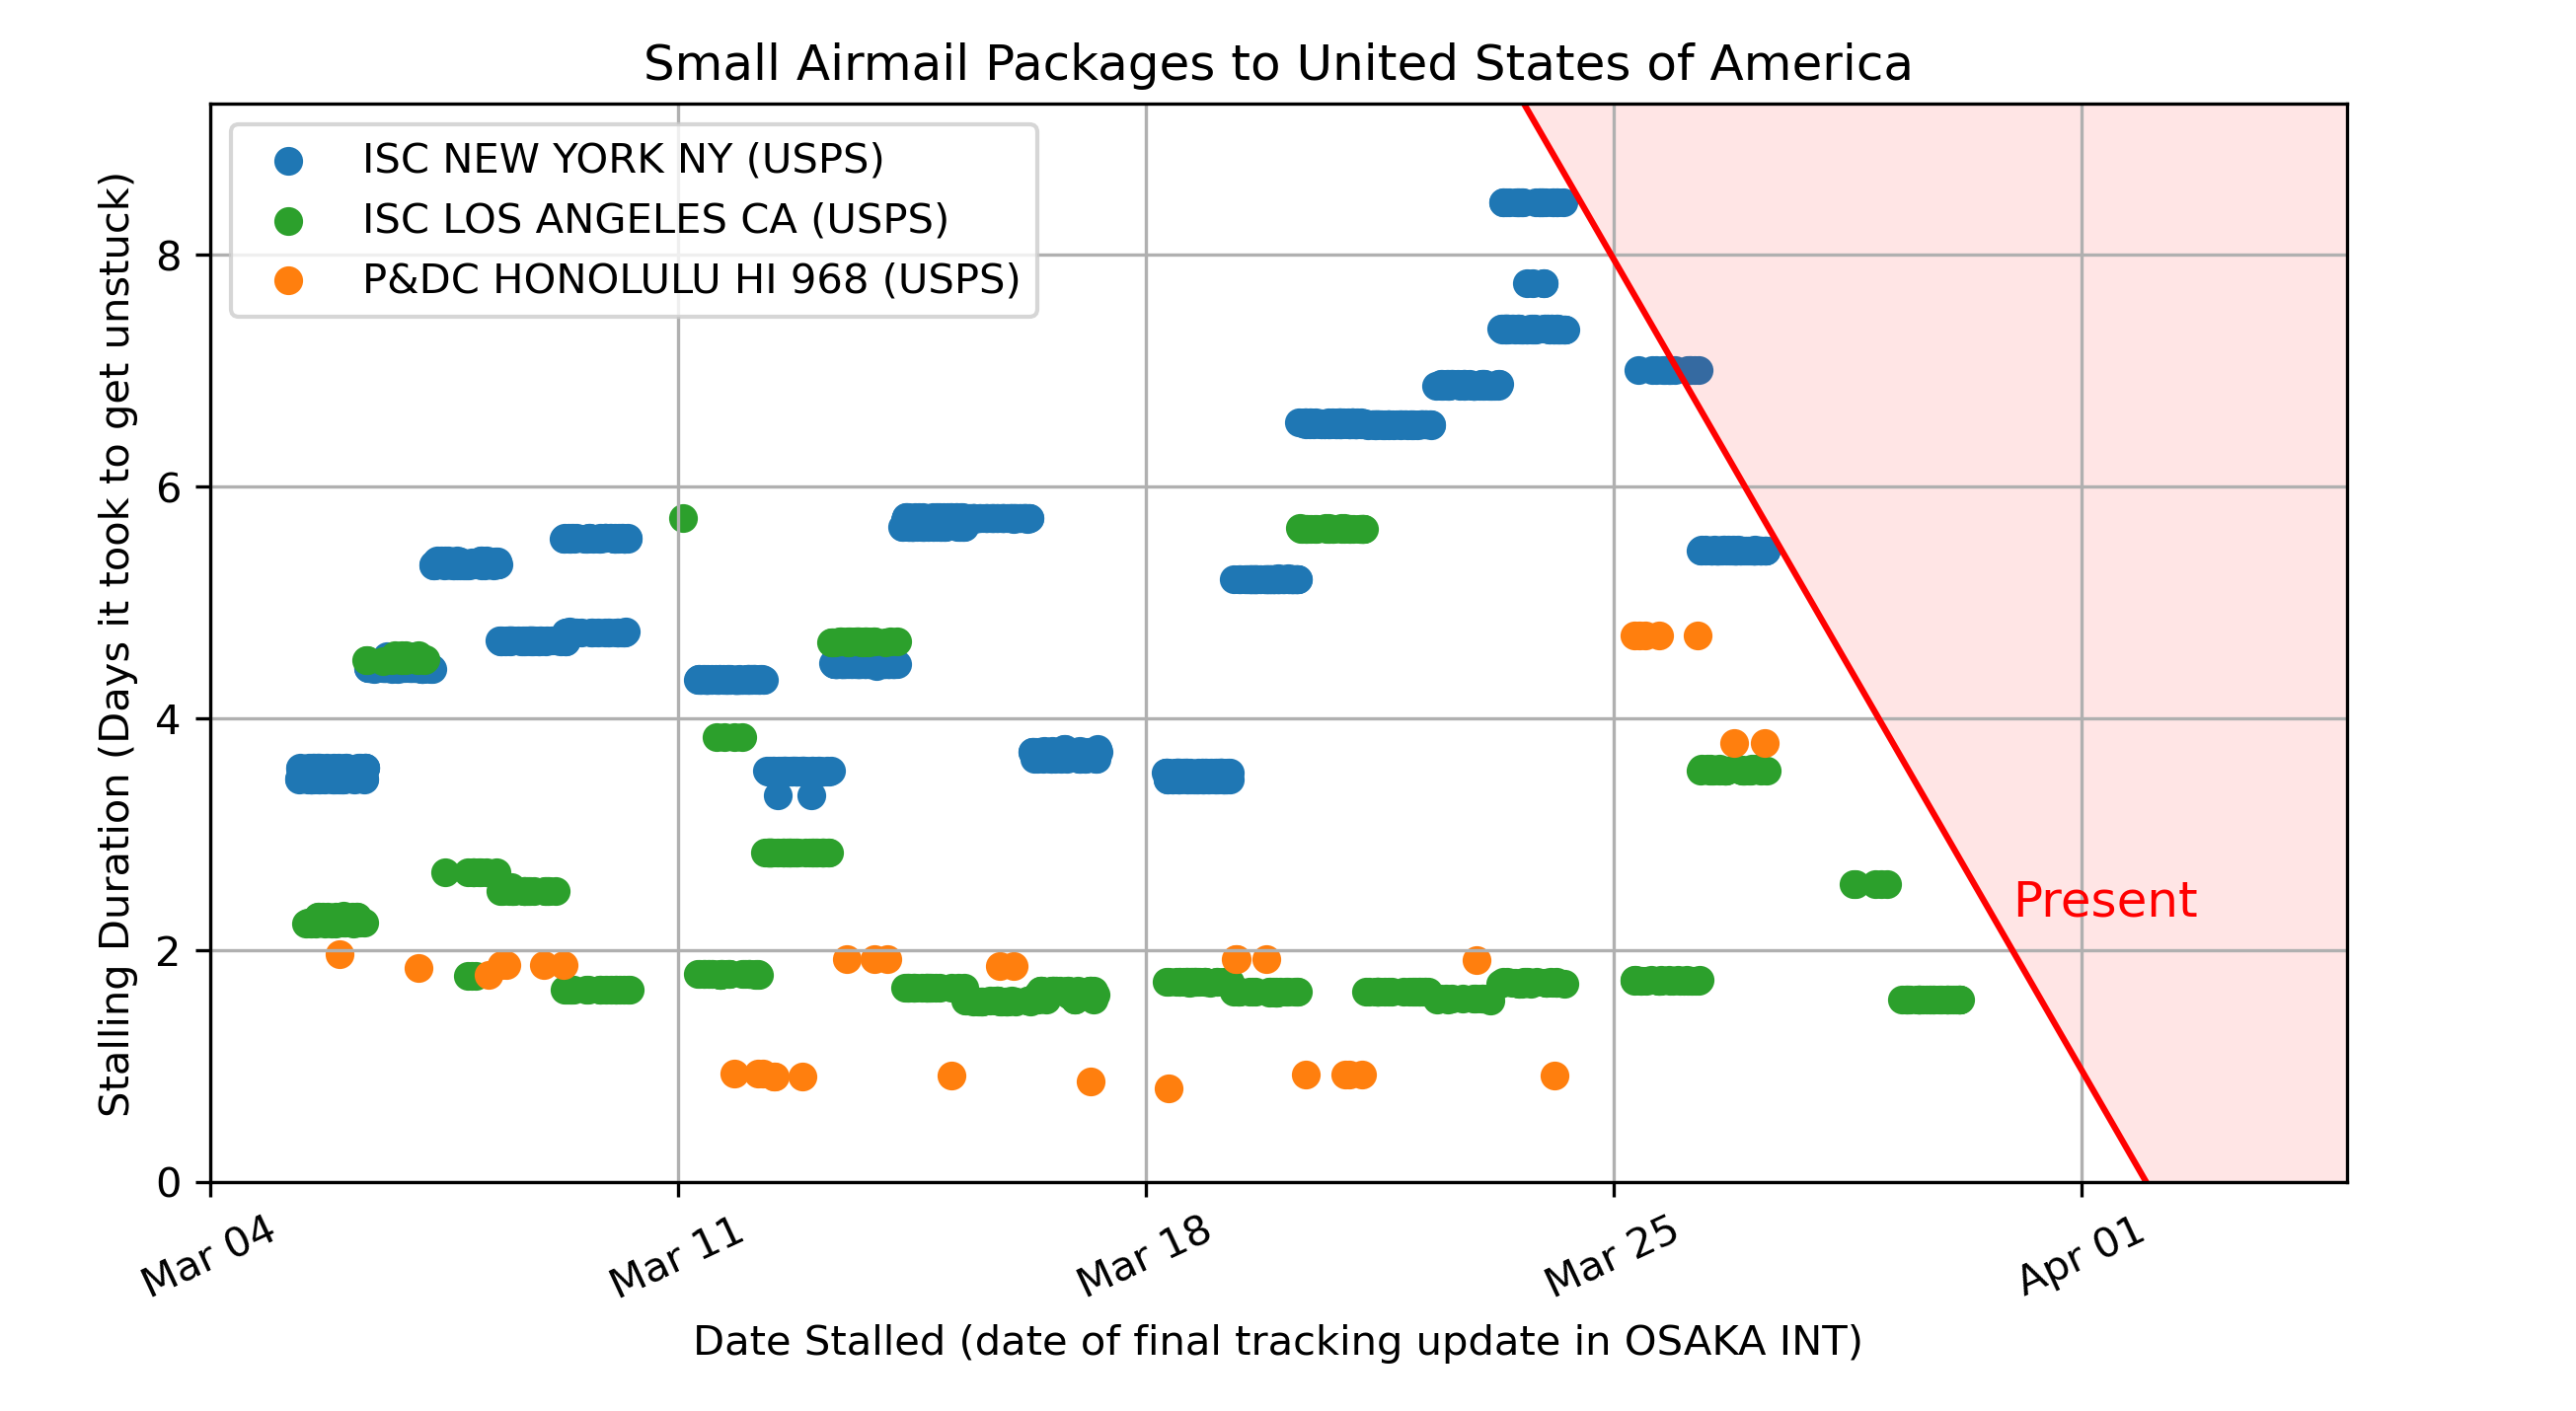 Small Airmail Packages to United States of America
ISC NEW YORK NY (USPS)
ISC LOS ANGELES CA (USPS)
P&DC HONOLULU HI 968 (USPS)
Stalling Duration (Days it took to get unstuck)
8
6
4
2
0
Present
Mar 04
Mar 11
Mar 18
Mar 25
Apr 01
Date Stalled (date of final tracking update in OSAKA INT)